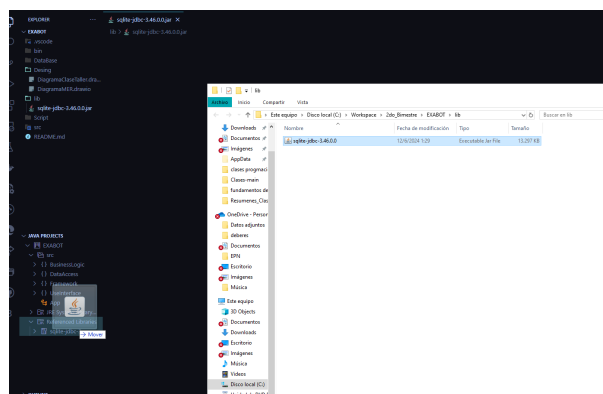 EXPLORER
···
sqlite-jdbc-3.46.0.0.jar ×
EXABOT
lib > sqlite-jdbc-3.46.0.0.jar
.vscode
bin
DataBase
Desing
DiagramaClaseTaller.dra...
DiagramaMER.drawio
lib
sqlite-jdbc-3.46.0.0.jar
Script
src
README.md
JAVA PROJECTS
EXABOT
src
{} BusinessLogic
{} DataAccess
{} Framework
{} UserInterface
App
JRE Sys
Referenced Libraries
sqlite-jdb
→ Mover
lib
Archivo Inicio Compartir Vista
Este equipo > Disco local (C:) > Workspace > 2do_Bimestre > EXABOT > lib
Buscar en lib
Nombre Fecha de modificación Tipo Tamaño
sqlite-jdbc-3.46.0.0 12/6/2024 1:29 Executable Jar File 13.297 KB
Downloads
Documentos
Imágenes
AppData
clases progmaci
Clases-main
fundamentos de
Resumenes_Clas
OneDrive - Person
Datos adjuntos
deberes
Documentos
EPN
Escritorio
Imágenes
Música
Este equipo
3D Objects
Documentos
Downloads
Escritorio
Imágenes
Música
Videos
Disco local (C:)